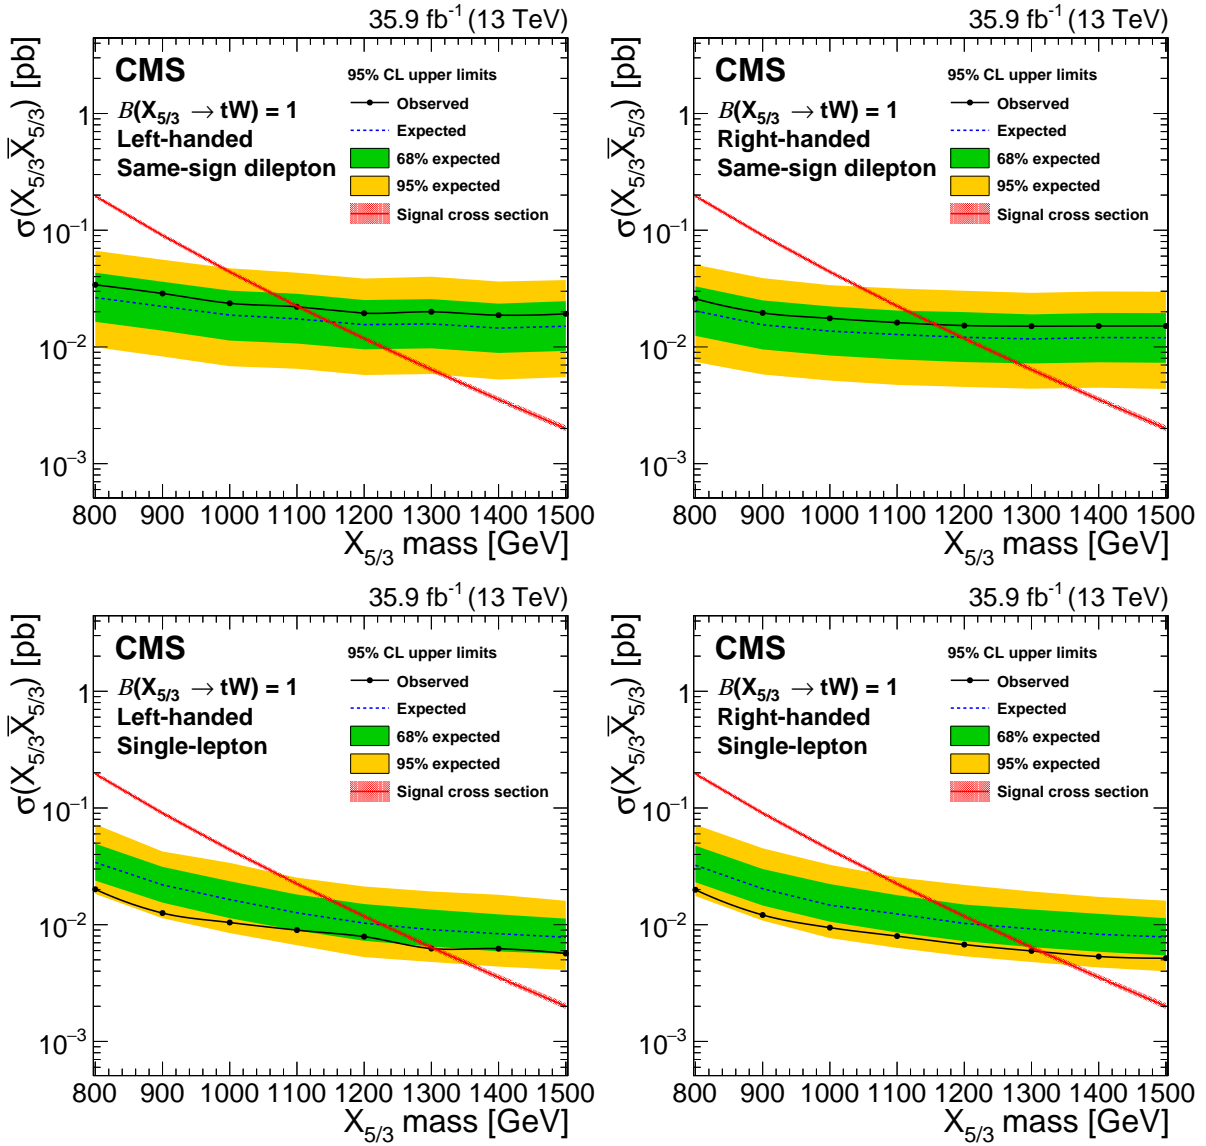 35.9 fb⁻¹ (13 TeV)
σ(X₅/₃X̅₅/₃) [pb]
CMS
B(X₅/₃ → tW) = 1
Left-handed
Same-sign dilepton
95% CL upper limits
Observed
Expected
68% expected
95% expected
Signal cross section
1
10⁻¹
10⁻²
10⁻³
800 900 1000 1100 1200 1300 1400 1500
X₅/₃ mass [GeV]
35.9 fb⁻¹ (13 TeV)
σ(X₅/₃X̅₅/₃) [pb]
CMS
B(X₅/₃ → tW) = 1
Right-handed
Same-sign dilepton
95% CL upper limits
Observed
Expected
68% expected
95% expected
Signal cross section
1
10⁻¹
10⁻²
10⁻³
800 900 1000 1100 1200 1300 1400 1500
X₅/₃ mass [GeV]
35.9 fb⁻¹ (13 TeV)
σ(X₅/₃X̅₅/₃) [pb]
CMS
B(X₅/₃ → tW) = 1
Left-handed
Single-lepton
95% CL upper limits
Observed
Expected
68% expected
95% expected
Signal cross section
1
10⁻¹
10⁻²
10⁻³
800 900 1000 1100 1200 1300 1400 1500
X₅/₃ mass [GeV]
35.9 fb⁻¹ (13 TeV)
σ(X₅/₃X̅₅/₃) [pb]
CMS
B(X₅/₃ → tW) = 1
Right-handed
Single-lepton
95% CL upper limits
Observed
Expected
68% expected
95% expected
Signal cross section
1
10⁻¹
10⁻²
10⁻³
800 900 1000 1100 1200 1300 1400 1500
X₅/₃ mass [GeV]